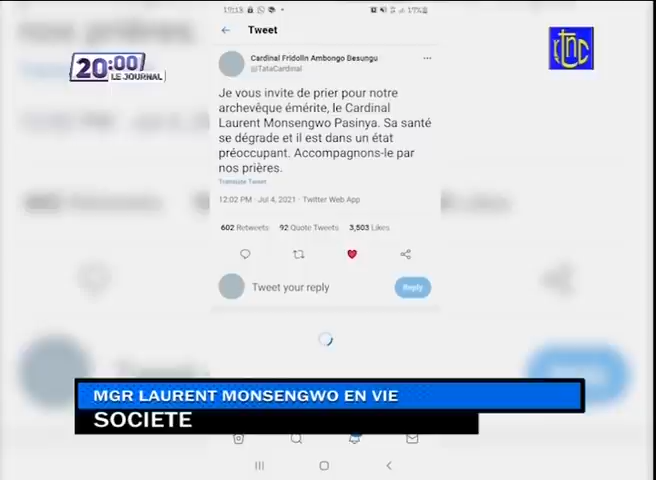 17:13
17%
Tweet
20:00
LE JOURNAL
rtnc
Cardinal Fridolin Ambongo Besungu
@TataCardinal
Je vous invite de prier pour notre
archevêque émérite, le Cardinal
Laurent Monsengwo Pasinya. Sa santé
se dégrade et il est dans un état
préoccupant. Accompagnons-le par
nos prières.
Translate Tweet
12:02 PM · Jul 4, 2021 · Twitter Web App
602 Retweets 92 Quote Tweets 3,503 Likes
Tweet your reply
Reply
MGR LAURENT MONSENGWO EN VIE
SOCIETE